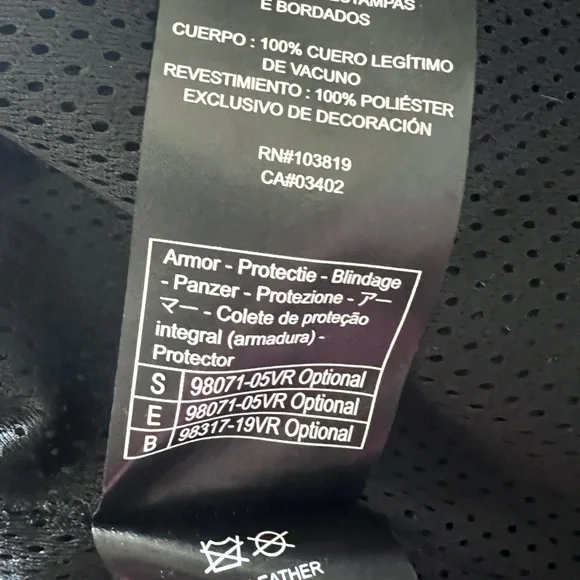 ESTAMPAS
E BORDADOS
CUERPO : 100% CUERO LEGÍTIMO
DE VACUNO
REVESTIMIENTO : 100% POLIÉSTER
EXCLUSIVO DE DECORACIÓN
RN#103819
CA#03402
Armor - Protectie - Blindage
- Panzer - Protezione - アー
マー - Colete de proteção
integral (armadura) -
Protector
S 98071-05VR Optional
E 98071-05VR Optional
B 98317-19VR Optional
LEATHER